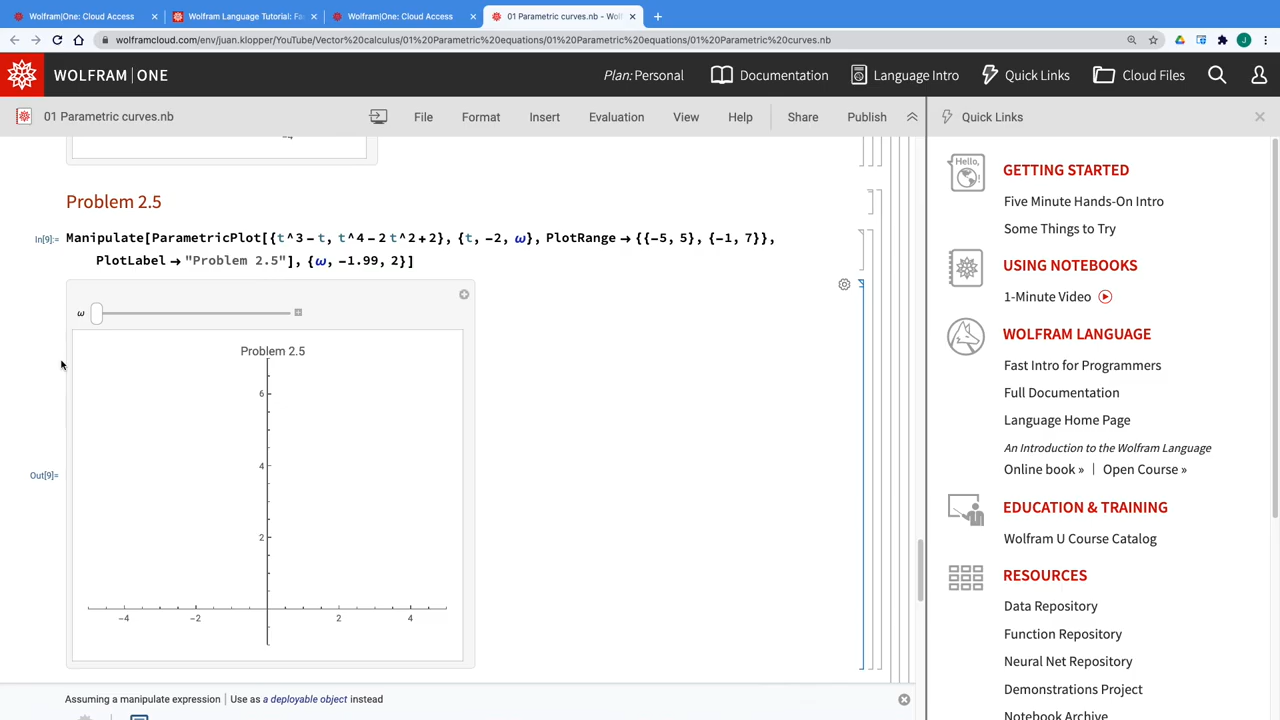 Wolfram|One: Cloud Access
Wolfram Language Tutorial: Fa
Wolfram|One: Cloud Access
01 Parametric curves.nb - Wol
wolframcloud.com/env/juan.klopper/YouTube/Vector%20calculus/01%20Parametric%20equations/01%20Parametric%20equations/01%20Parametric%20curves.nb
J
WOLFRAM | ONE
Plan: Personal
Documentation
Language Intro
Quick Links
Cloud Files
01 Parametric curves.nb
File
Format
Insert
Evaluation
View
Help
Share
Publish
Quick Links
-4
Problem 2.5
In[9]:= Manipulate[ParametricPlot[{t^3 – t, t^4 – 2 t^2 + 2}, {t, -2, ω}, PlotRange → {{-5, 5}, {-1, 7}},
PlotLabel → "Problem 2.5"], {ω, -1.99, 2}]
ω
Problem 2.5
6
4
2
-4 -2 2 4
Out[9]=
Assuming a manipulate expression | Use as a deployable object instead
Hello,
GETTING STARTED
Five Minute Hands-On Intro
Some Things to Try
USING NOTEBOOKS
1-Minute Video
WOLFRAM LANGUAGE
Fast Intro for Programmers
Full Documentation
Language Home Page
An Introduction to the Wolfram Language
Online book » | Open Course »
EDUCATION & TRAINING
Wolfram U Course Catalog
RESOURCES
Data Repository
Function Repository
Neural Net Repository
Demonstrations Project
Notebook Archive